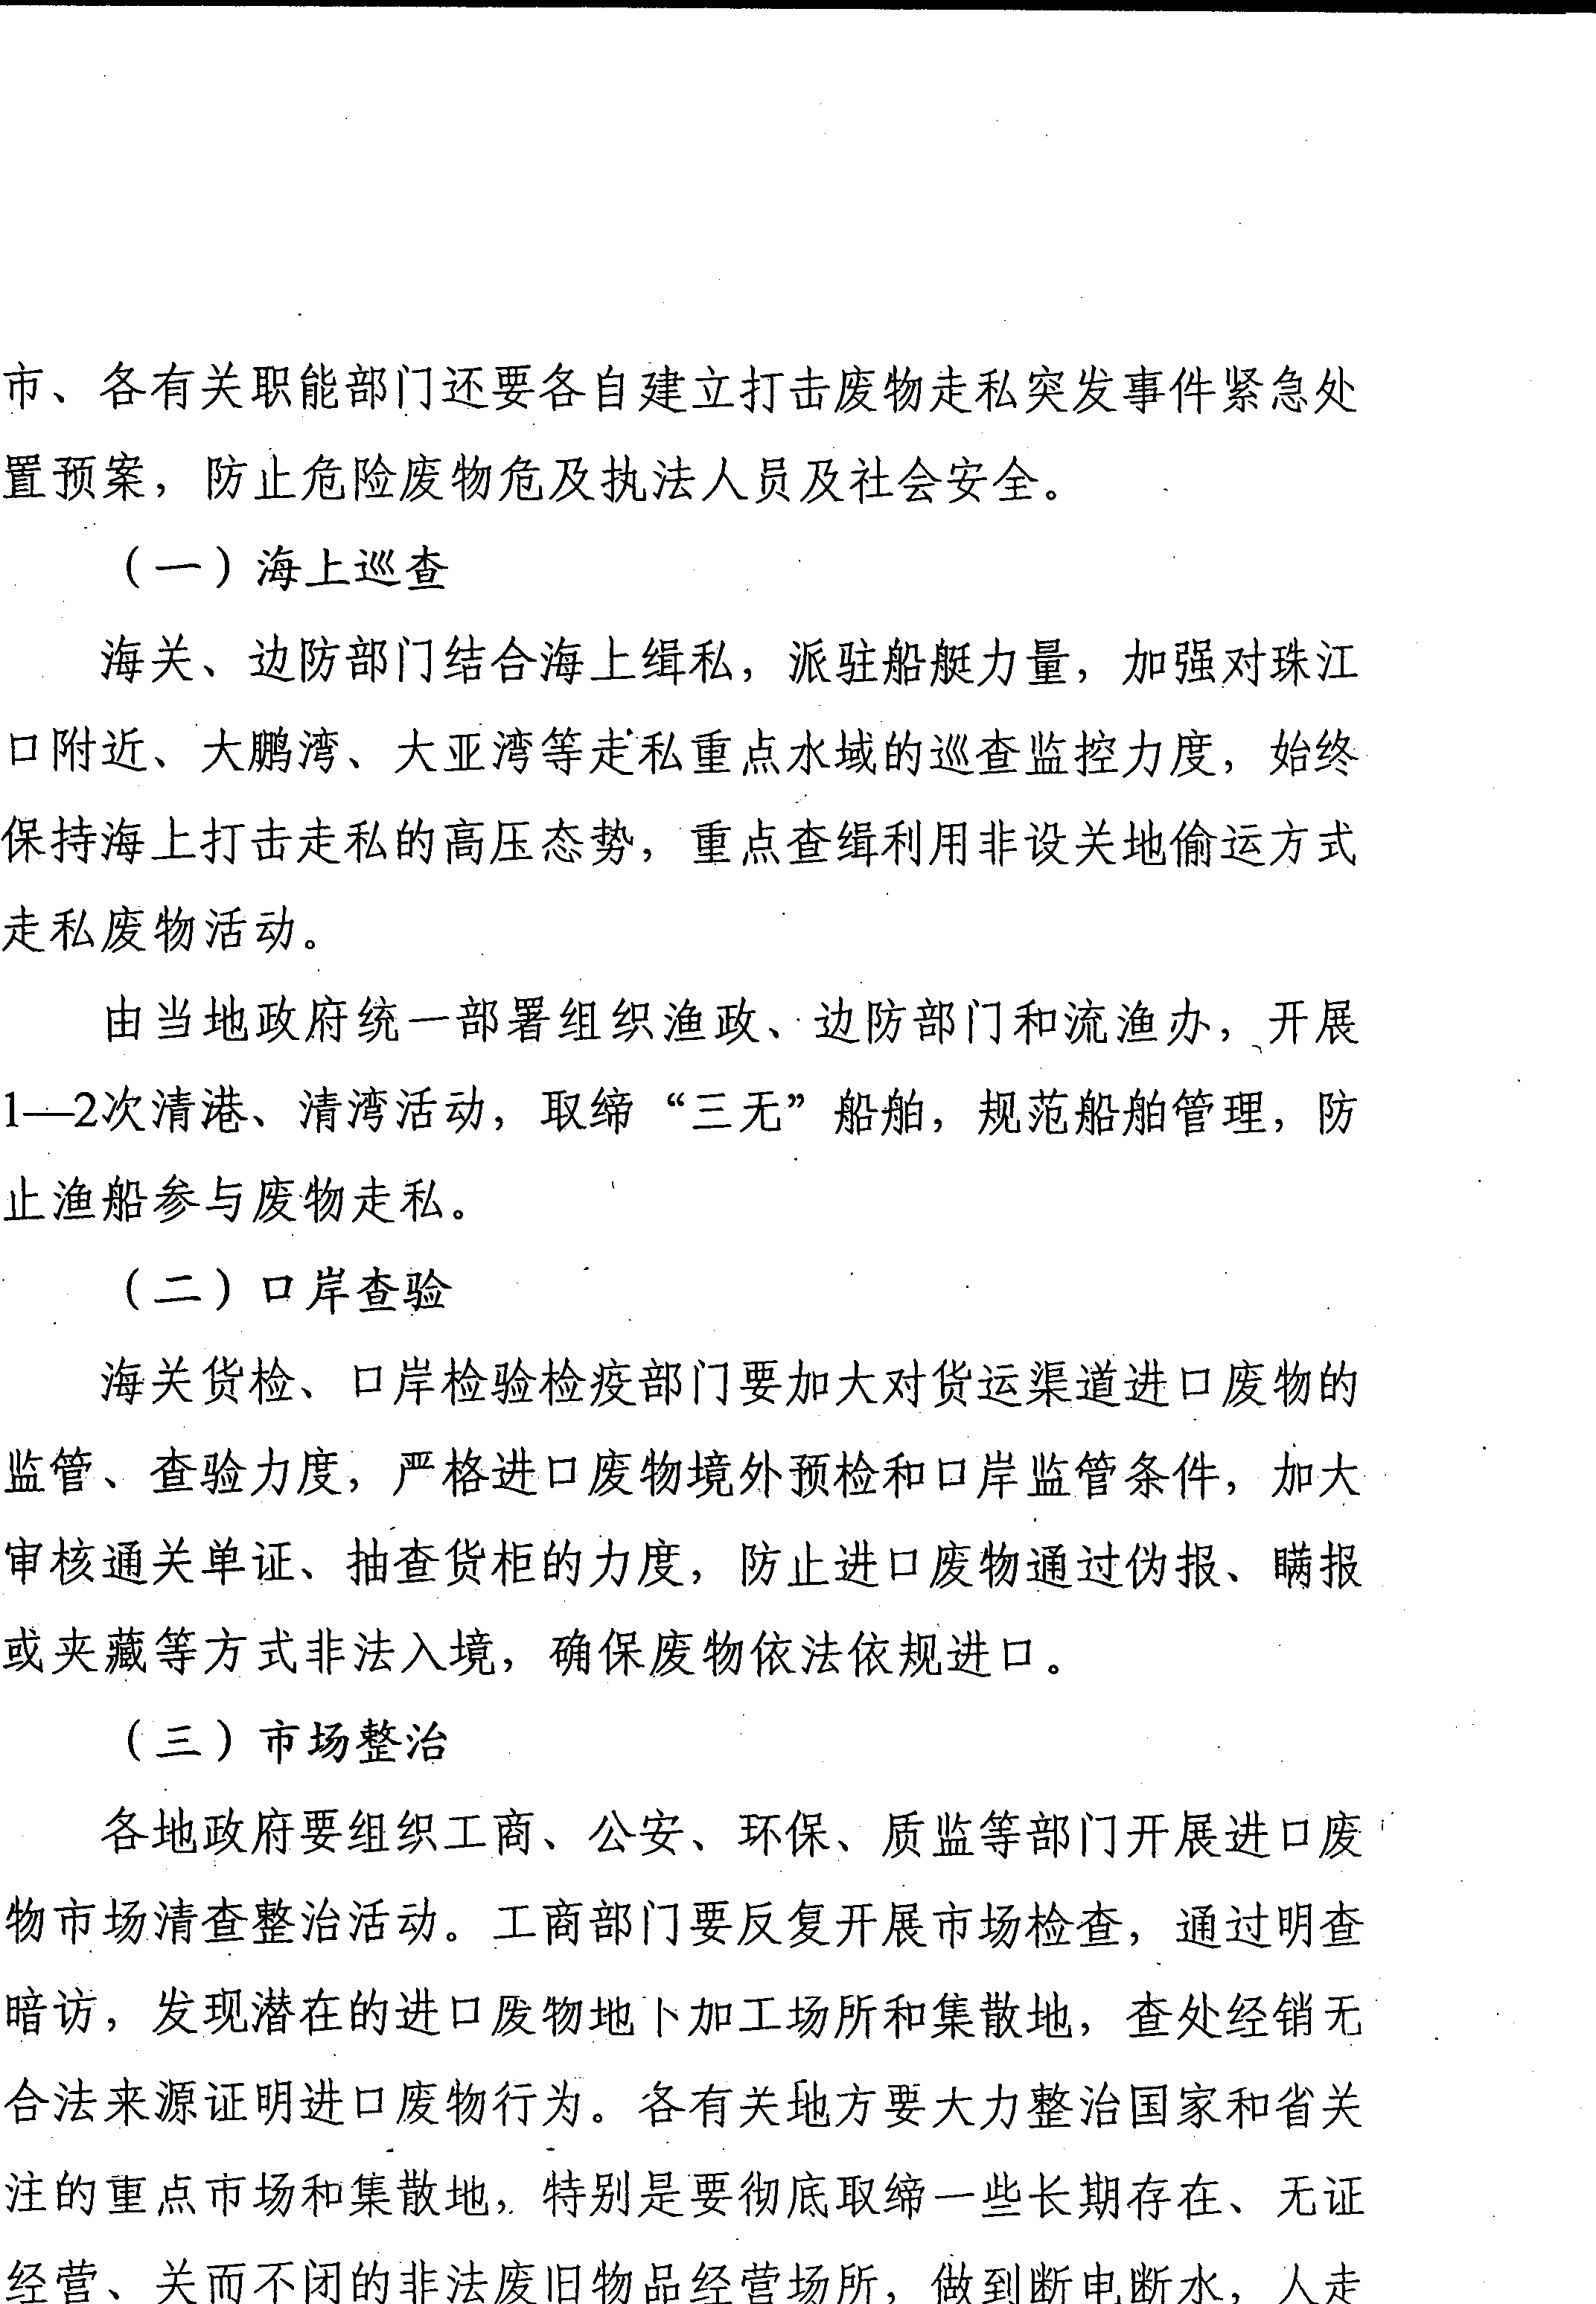 市、各有关职能部门还要各自建立打击废物走私突发事件紧急处
置预案，防止危险废物危及执法人员及社会安全。
（一）海上巡查
海关、边防部门结合海上缉私，派驻船艇力量，加强对珠江
口附近、大鹏湾、大亚湾等走私重点水域的巡查监控力度，始终
保持海上打击走私的高压态势，重点查缉利用非设关地偷运方式
走私废物活动。
由当地政府统一部署组织渔政、边防部门和流渔办，开展
1—2次清港、清湾活动，取缔“三无”船舶，规范船舶管理，防
止渔船参与废物走私。
（二）口岸查验
海关货检、口岸检验检疫部门要加大对货运渠道进口废物的
监管、查验力度，严格进口废物境外预检和口岸监管条件，加大
审核通关单证、抽查货柜的力度，防止进口废物通过伪报、瞒报
或夹藏等方式非法入境，确保废物依法依规进口。
（三）市场整治
各地政府要组织工商、公安、环保、质监等部门开展进口废
物市场清查整治活动。工商部门要反复开展市场检查，通过明查
暗访，发现潜在的进口废物地下加工场所和集散地，查处经销无
合法来源证明进口废物行为。各有关地方要大力整治国家和省关
注的重点市场和集散地，特别是要彻底取缔一些长期存在、无证
经营、关而不闭的非法废旧物品经营场所，做到断电断水，人走